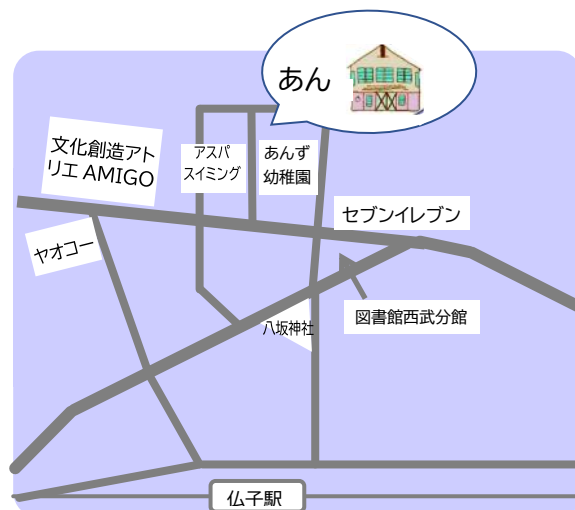 あん
文化創造アト
リエ AMIGO
アスパ
スイミング
あんず
幼稚園
セブンイレブン
ヤオコー
図書館西武分館
八坂神社
仏子駅